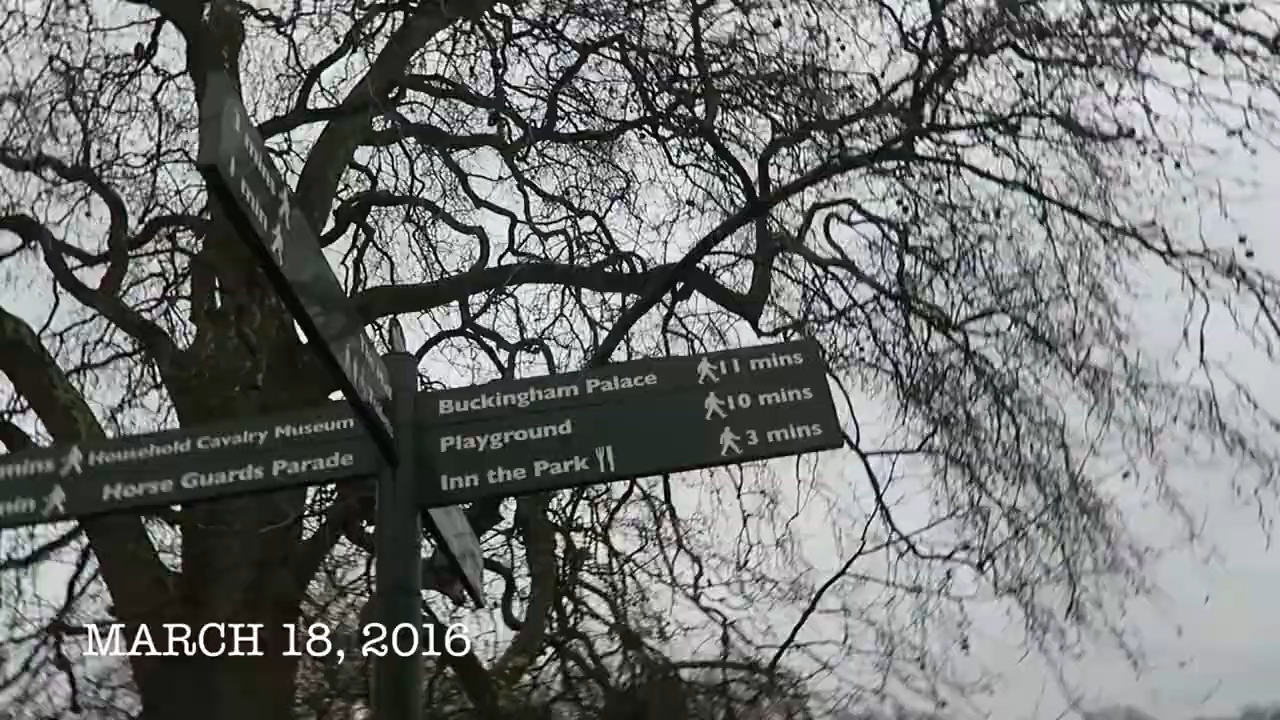 Household Cavalry Museum
mins
Horse Guards Parade
Buckingham Palace 11 mins
Playground 10 mins
Inn the Park 3 mins
MARCH 18, 2016